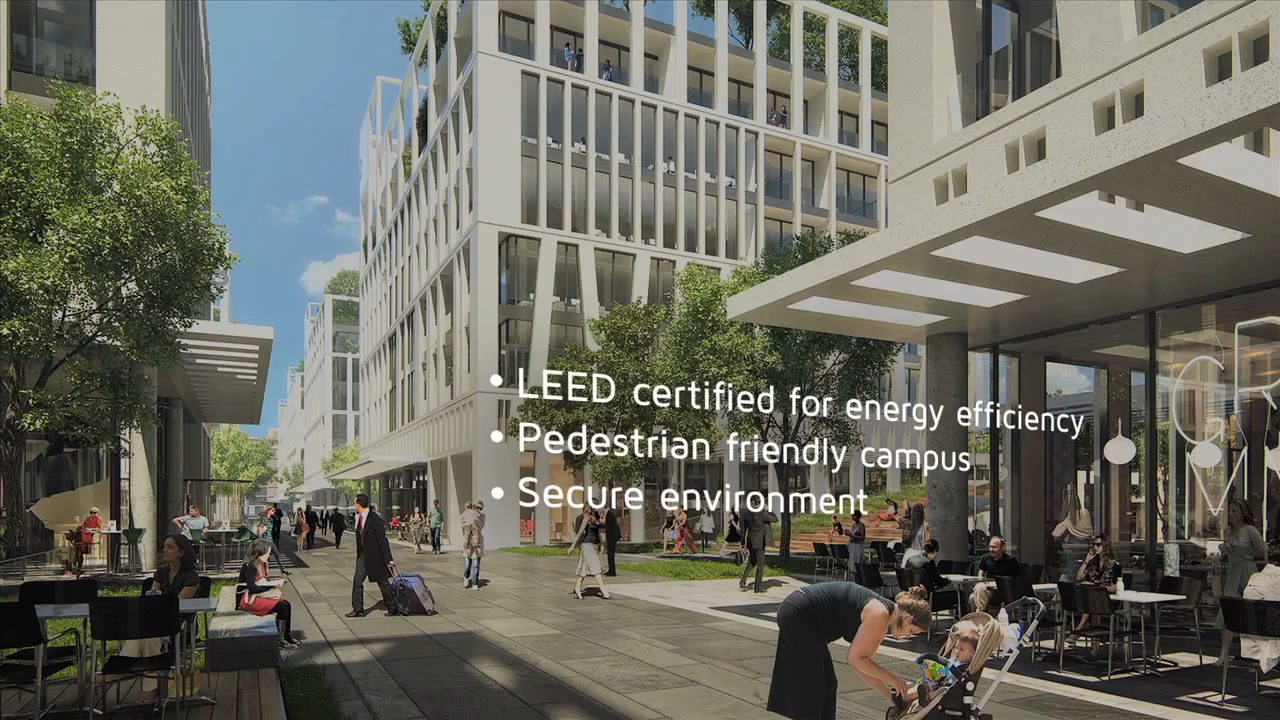 • LEED certified for energy efficiency
• Pedestrian friendly campus
• Secure environment